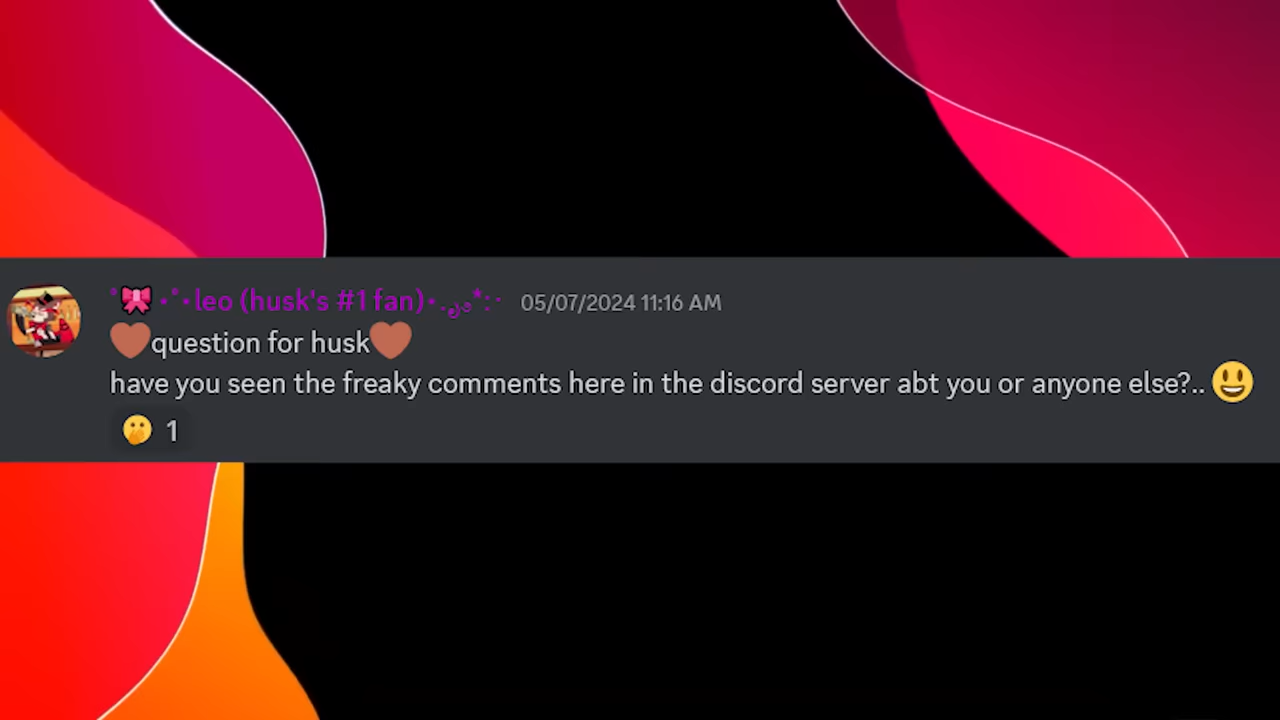 ˚🎀⋆˚⋆leo (husk's #1 fan)⋆.ೃ࿔*:･ 05/07/2024 11:16 AM
🤎question for husk🤎
have you seen the freaky comments here in the discord server abt you or anyone else?.. 😃
🫢 1